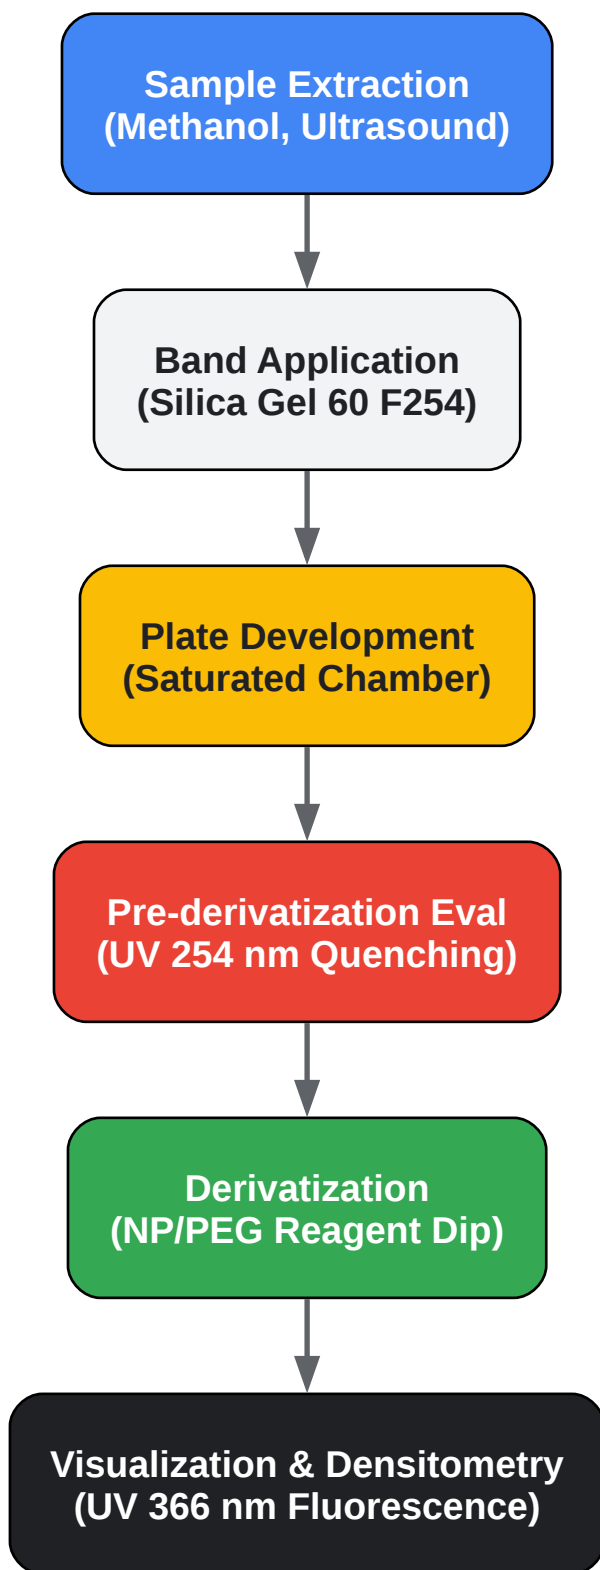 Sample Extraction
(Methanol, Ultrasound)
Band Application
(Silica Gel 60 F254)
Plate Development
(Saturated Chamber)
Pre-derivatization Eval
(UV 254 nm Quenching)
Derivatization
(NP/PEG Reagent Dip)
Visualization & Densitometry
(UV 366 nm Fluorescence)